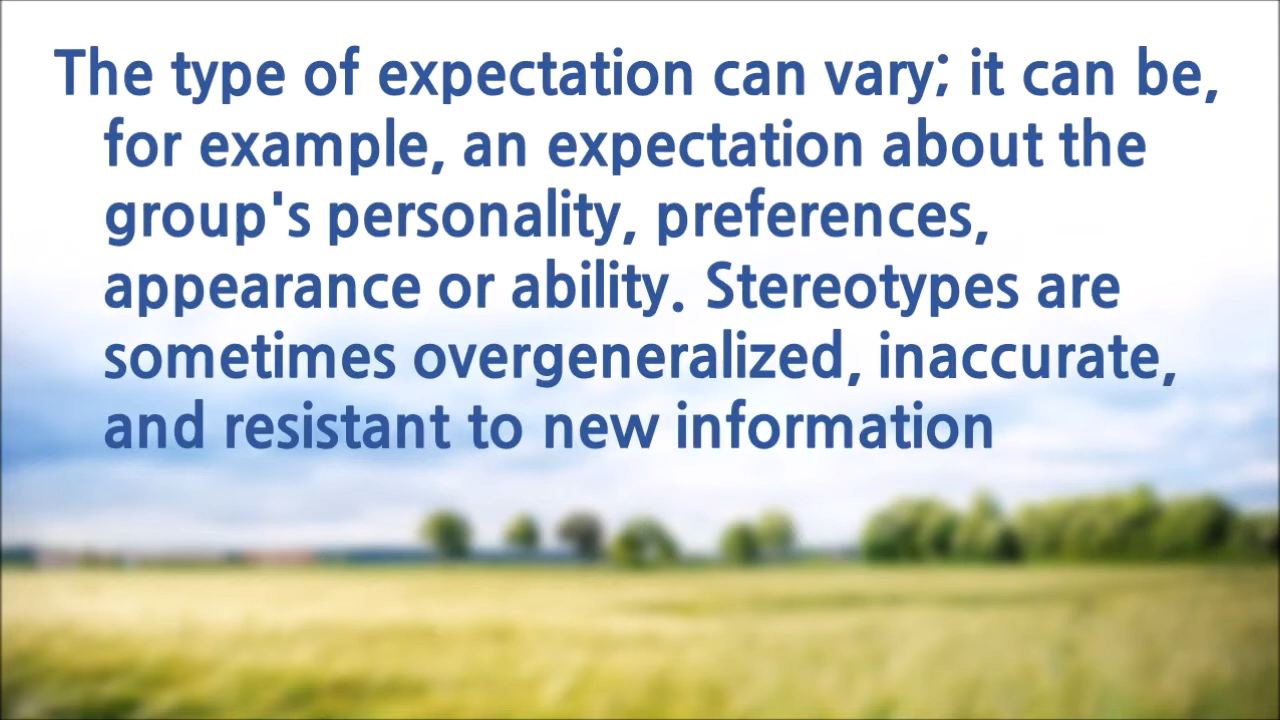 The type of expectation can vary; it can be,
for example, an expectation about the
group's personality, preferences,
appearance or ability. Stereotypes are
sometimes overgeneralized, inaccurate,
and resistant to new information